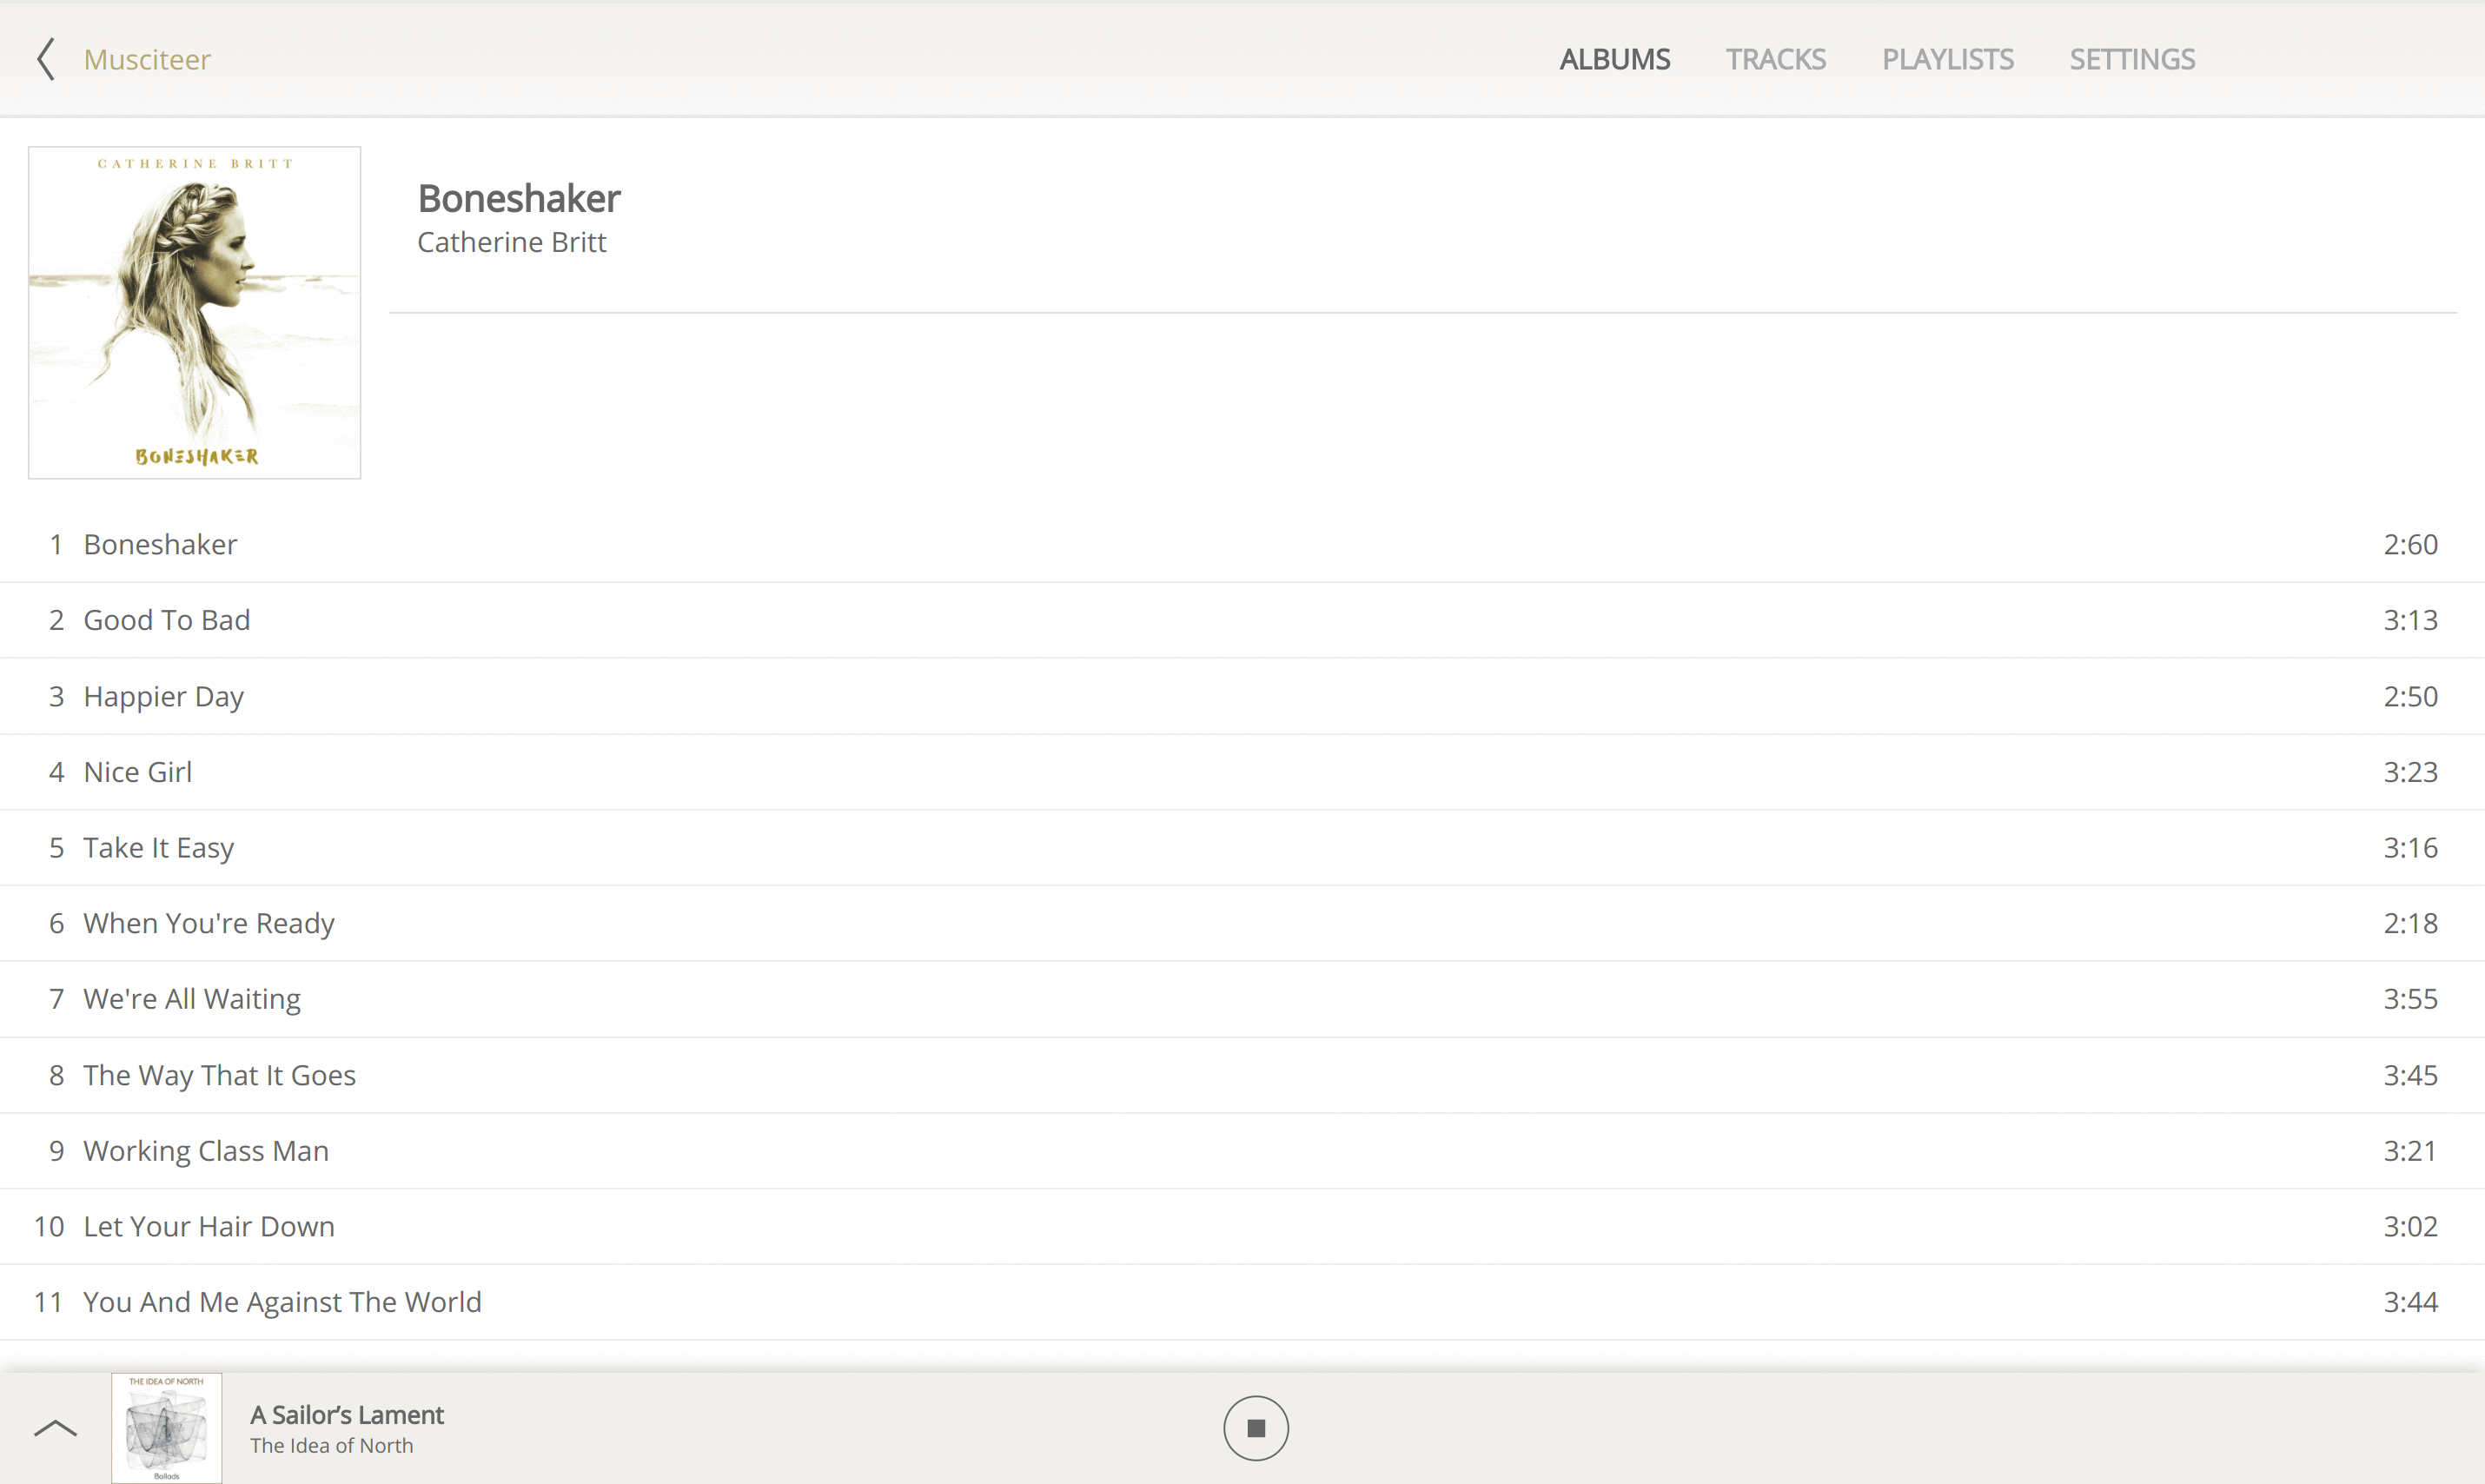 Musciteer
ALBUMS TRACKS PLAYLISTS SETTINGS
CATHERINE BRITT
BONESHAKER
Boneshaker
Catherine Britt
1 Boneshaker 2:60
2 Good To Bad 3:13
3 Happier Day 2:50
4 Nice Girl 3:23
5 Take It Easy 3:16
6 When You're Ready 2:18
7 We're All Waiting 3:55
8 The Way That It Goes 3:45
9 Working Class Man 3:21
10 Let Your Hair Down 3:02
11 You And Me Against The World 3:44
THE IDEA OF NORTH
Ballads
A Sailor’s Lament
The Idea of North